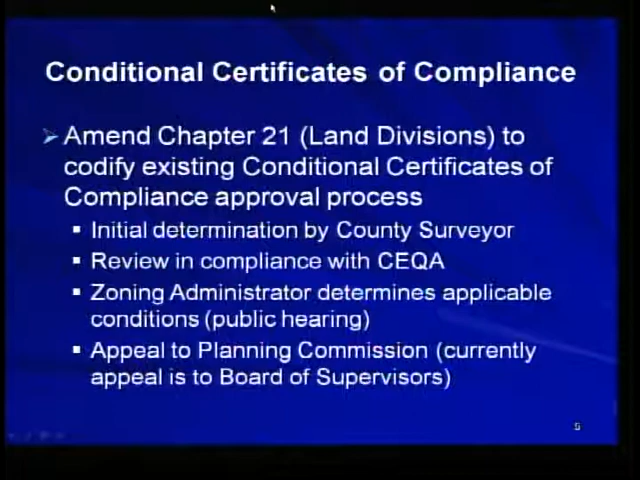 Conditional Certificates of Compliance
Amend Chapter 21 (Land Divisions) to
codify existing Conditional Certificates of
Compliance approval process
Initial determination by County Surveyor
Review in compliance with CEQA
Zoning Administrator determines applicable
conditions (public hearing)
Appeal to Planning Commission (currently
appeal is to Board of Supervisors)